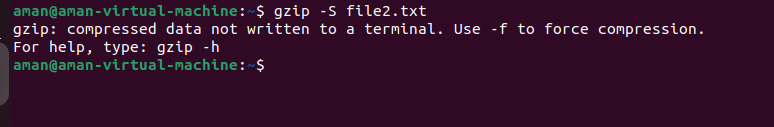 aman@aman-virtual-machine:~$ gzip -S file2.txt
gzip: compressed data not written to a terminal. Use -f to force compression.
For help, type: gzip -h
aman@aman-virtual-machine:~$